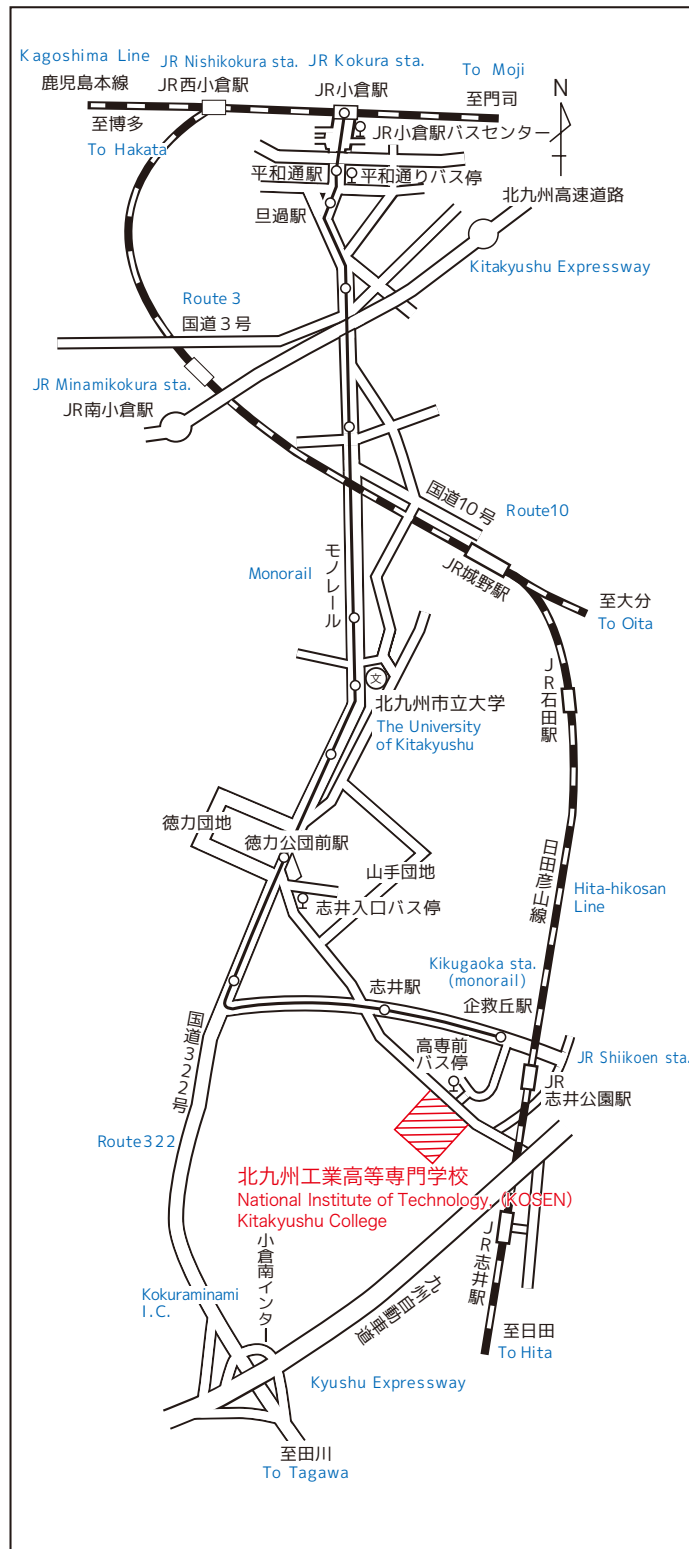 Kagoshima Line
鹿児島本線
JR Nishikokura sta.
JR西小倉駅
JR Kokura sta.
JR小倉駅
To Moji
至門司
至博多
To Hakata
N
JR小倉駅バスセンター
平和通駅
平和通りバス停
旦過駅
北九州高速道路
Kitakyushu Expressway
Route 3
国道3号
JR Minamikokura sta.
JR南小倉駅
国道10号
Route10
Monorail
モノレール
JR城野駅
至大分
To Oita
文
北九州市立大学
The University
of Kitakyushu
JR石田駅
徳力団地
徳力公団前駅
山手団地
志井入口バス停
日田彦山線
Hita-hikosan
Line
志井駅
Kikugaoka sta.
(monorail)
企救丘駅
国道322号
Route322
高専前
バス停
JR Shiikoen sta.
JR
志井公園駅
北九州工業高等専門学校
National Institute of Technology, (KOSEN)
Kitakyushu College
小倉南インター
Kokuraminami
I.C.
JR志井駅
九州自動車道
Kyushu Expressway
至日田
To Hita
至田川
To Tagawa